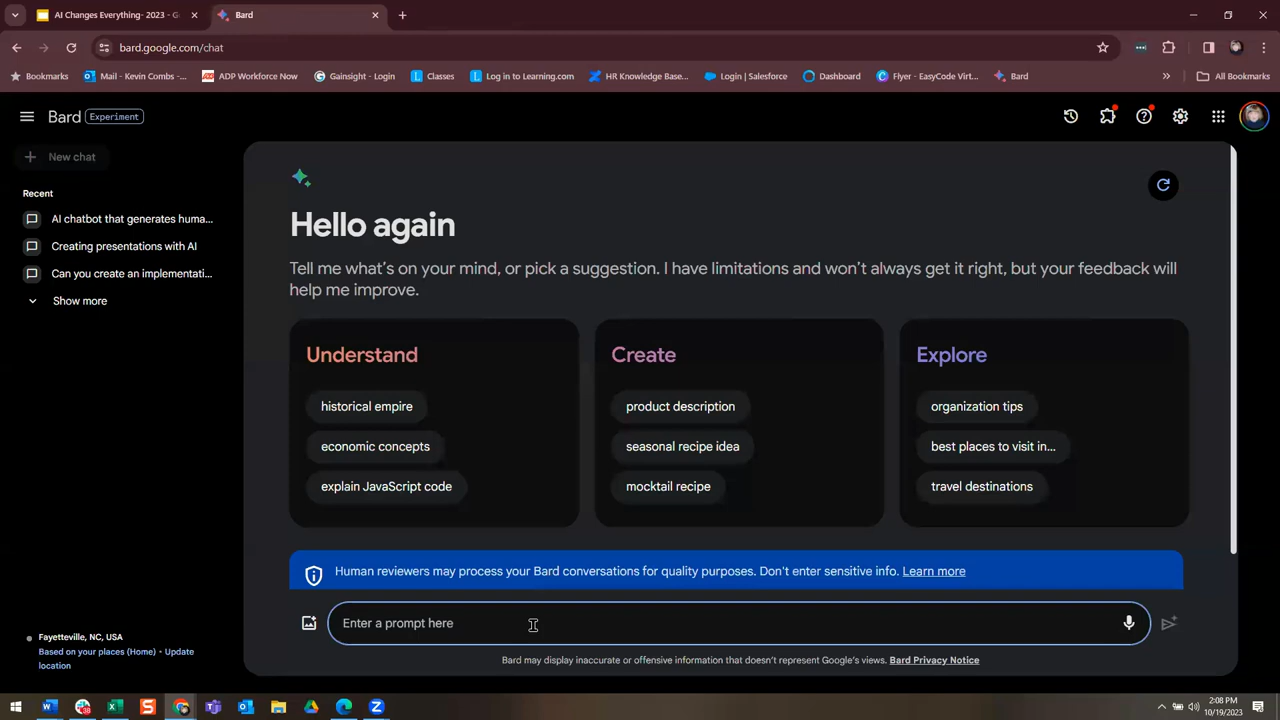 AI Changes Everything- 2023 - G
Bard
bard.google.com/chat
Bookmarks
Mail - Kevin Combs -...
ADP Workforce Now
Gainsight - Login
Classes
Log in to Learning.com
HR Knowledge Base...
Login | Salesforce
Dashboard
Flyer - EasyCode Virt...
Bard
All Bookmarks
Bard
Experiment
New chat
Recent
AI chatbot that generates huma...
Creating presentations with AI
Can you create an implementati...
Show more
Hello again
Tell me what's on your mind, or pick a suggestion. I have limitations and won't always get it right, but your feedback will
help me improve.
Understand
historical empire
economic concepts
explain JavaScript code
Create
product description
seasonal recipe idea
mocktail recipe
Explore
organization tips
best places to visit in...
travel destinations
Human reviewers may process your Bard conversations for quality purposes. Don't enter sensitive info. Learn more
Enter a prompt here
Bard may display inaccurate or offensive information that doesn't represent Google's views. Bard Privacy Notice
Fayetteville, NC, USA
Based on your places (Home) • Update
location
2:08 PM
10/19/2023